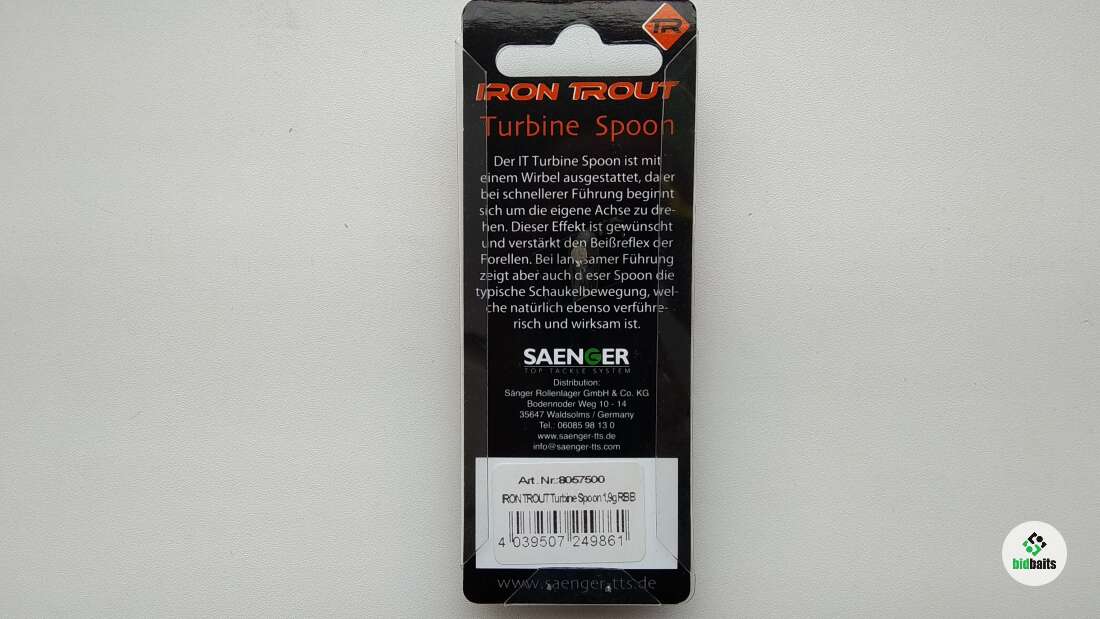 TR
IRON TROUT
Turbine Spoon
Der IT Turbine Spoon ist mit
einem Wirbel ausgestattet, da er
bei schnellerer Führung beginnt
sich um die eigene Achse zu dre-
hen. Dieser Effekt ist gewünscht
und verstärkt den Beißreflex der
Forellen. Bei langsamer Führung
zeigt aber auch dieser Spoon die
typische Schaukelbewegung, wel-
che natürlich ebenso verführe-
risch und wirksam ist.
SAENGER
TOP TACKLE SYSTEM
Distribution:
Sänger Rollenlager GmbH & Co. KG
Bodennoder Weg 10 - 14
35647 Waldsolms / Germany
Tel.: 06085 98 13 0
www.saenger-tts.de
info@saenger-tts.com
Art. Nr.:8057500
IRON TROUT Turbine Spoon 1,9g RBB
4 039507 249861
www.saenger-tts.de
bidbaits